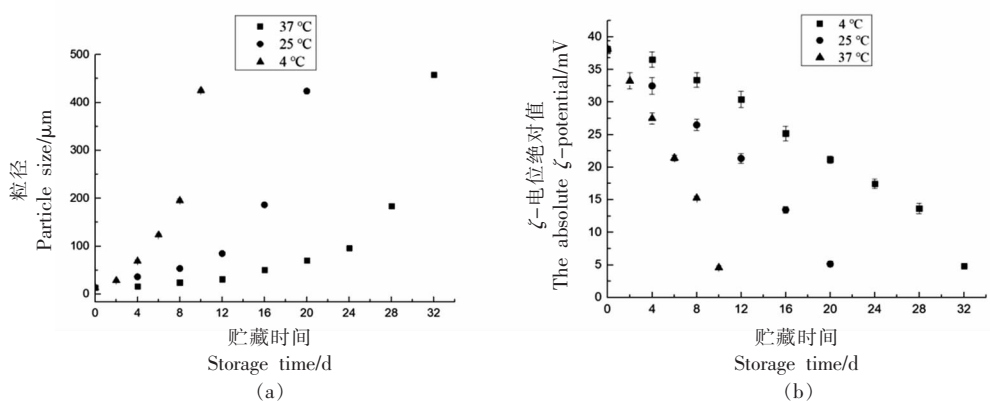 37 ℃
25 ℃
4 ℃
500
400
300
200
100
0
粒径
Particle size/μm
0 4 8 12 16 20 24 28 32
贮藏时间
Storage time/d
(a)
4 ℃
25 ℃
37 ℃
40
35
30
25
20
15
10
5
0
ζ-电位绝对值
The absolute ζ-potential/mV
0 4 8 12 16 20 24 28 32
贮藏时间
Storage time/d
(b)